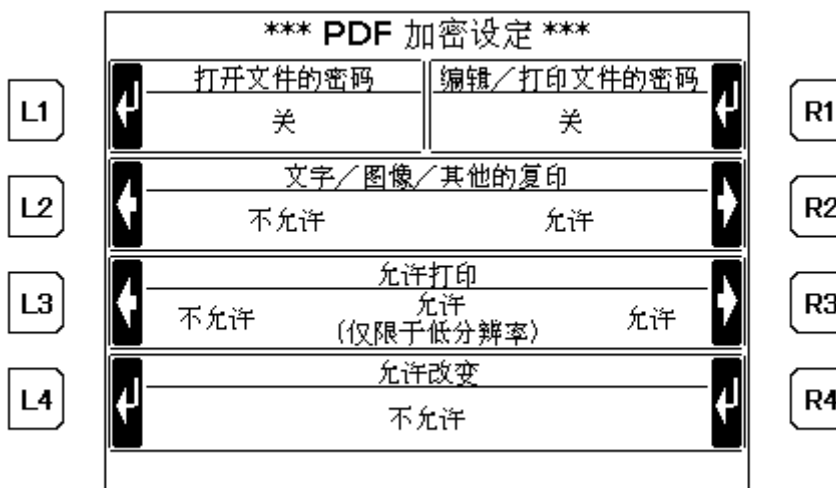 *** PDF 加密设定 ***
打开文件的密码 编辑／打印文件的密码
L1 关 关 R1
文字／图像／其他的复印
L2 不允许 允许 R2
允许打印
L3 不允许 允许 允许 R3
(仅限于低分辨率)
允许改变
L4 不允许 R4